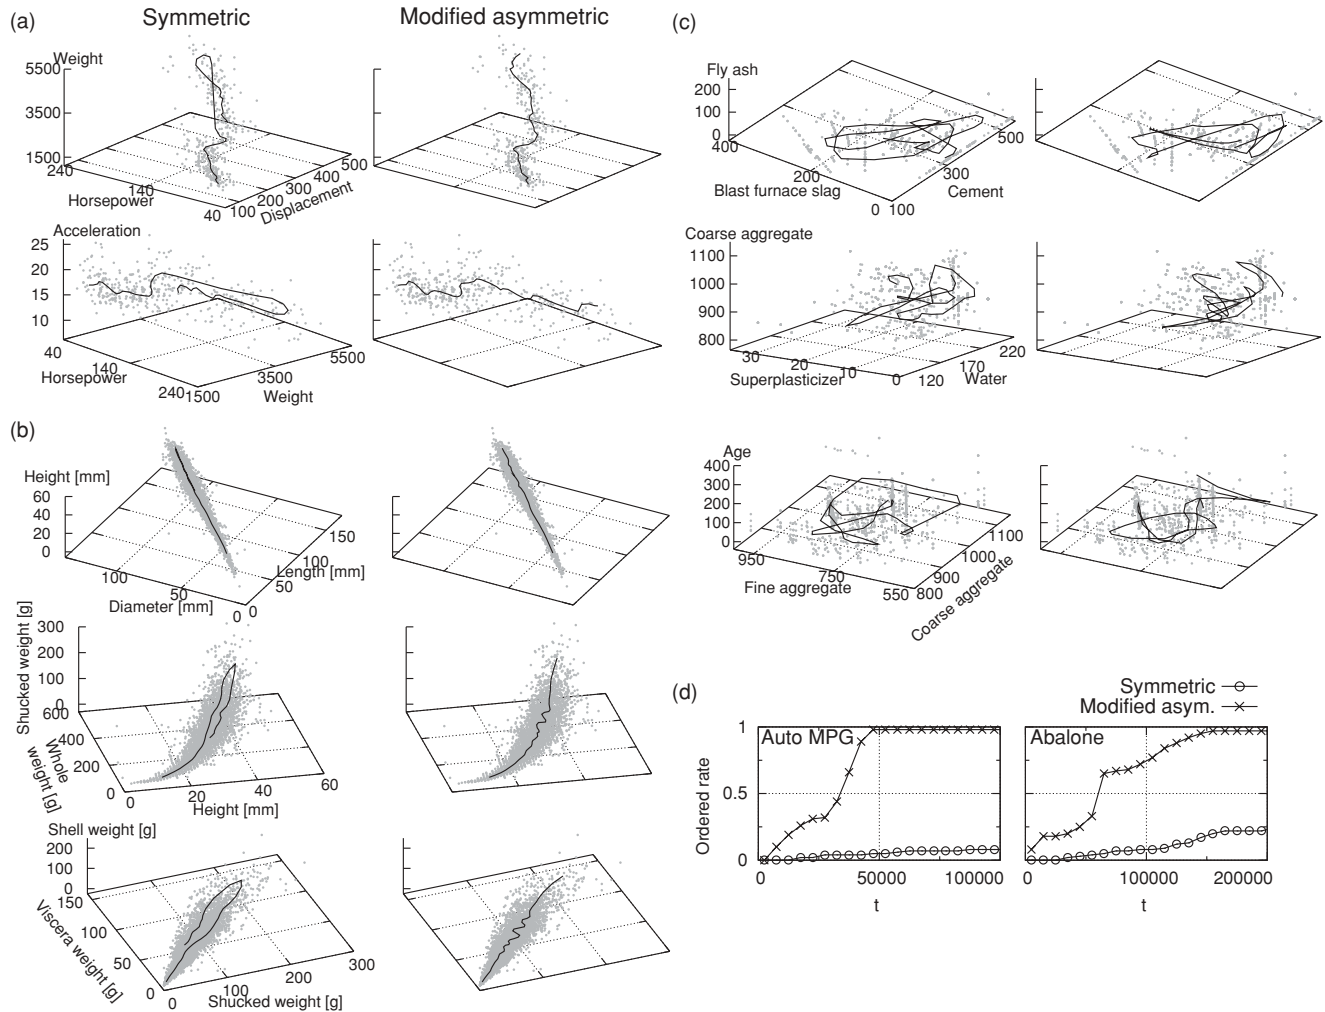 (a)
Symmetric
Modified asymmetric
Weight
5500
3500
1500
240
140
40
Horsepower
100
200
300
400
500
Displacement
Acceleration
25
20
15
10
40
140
240
Horsepower
1500
3500
5500
Weight
(b)
Height [mm]
60
40
20
0
100
50
0
Diameter [mm]
0
50
100
150
Length [mm]
Shucked weight [g]
300
200
100
0
600
400
200
0
Whole
weight [g]
0
20
40
60
Height [mm]
Shell weight [g]
200
100
0
150
100
50
0
Viscera weight [g]
0
100
200
300
Shucked weight [g]
(c)
Fly ash
200
100
0
400
200
0
Blast furnace slag
100
300
500
Cement
Coarse aggregate
1100
1000
900
800
30
20
10
0
Superplasticizer
120
170
220
Water
Age
400
300
200
100
0
950
750
550
Fine aggregate
800
900
1000
1100
Coarse aggregate
(d)
Symmetric
Modified asym.
Auto MPG
Abalone
Ordered rate
1
0.5
0
0
50000
100000
t
0
100000
200000
t